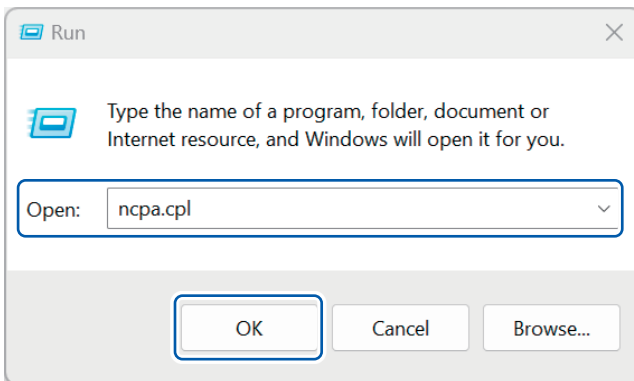 Run
Type the name of a program, folder, document or
Internet resource, and Windows will open it for you.
Open: ncpa.cpl
OK Cancel Browse...